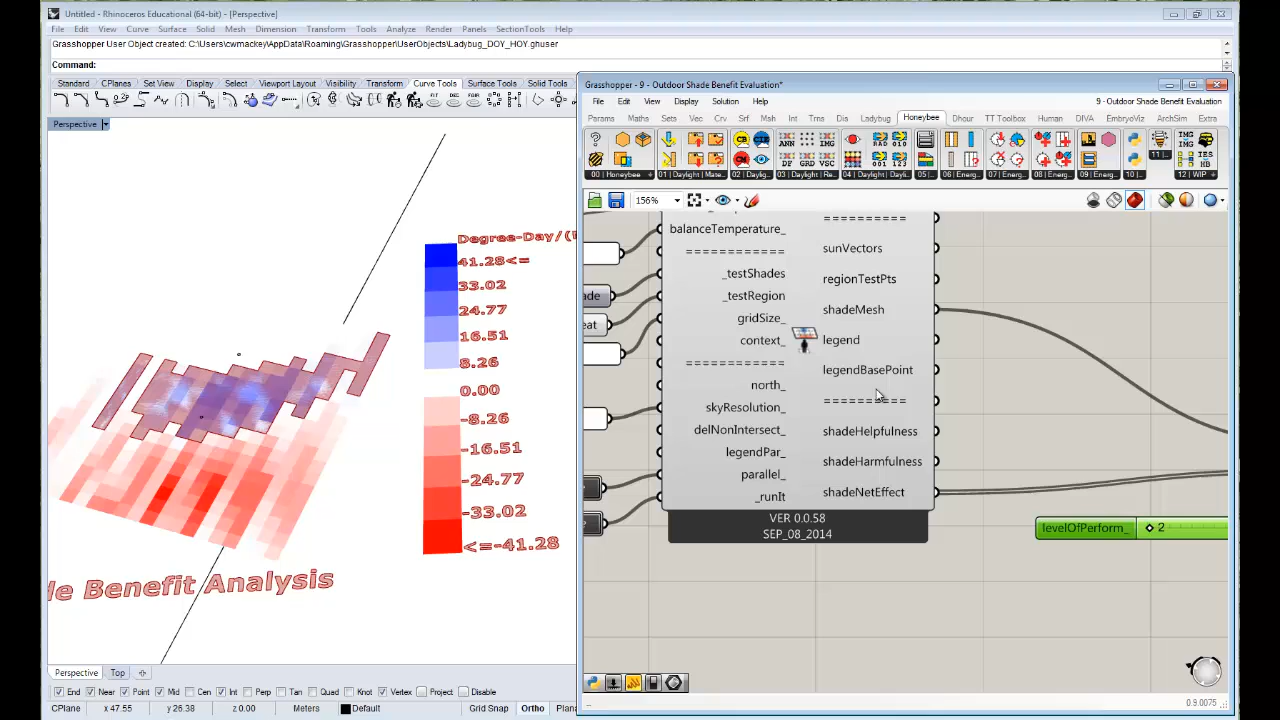 Untitled - Rhinoceros Educational (64-bit) - [Perspective]
File Edit View Curve Surface Solid Mesh Dimension Transform Tools Analyze Render Panels SectionTools Help
Grasshopper User Object created: C:\Users\cwmackey\AppData\Roaming\Grasshopper\UserObjects\Ladybug_DOY_HOY.ghuser
Command:
Standard CPlanes Set View Display Select Viewport Layout Visibility Transform Curve Tools Surface Tools Solid Tools
Perspective
Degree-Day/(
41.28<=
33.02
24.77
16.51
8.26
0.00
-8.26
-16.51
-24.77
-33.02
<=-41.28
de Benefit Analysis
Perspective Top
End Near Point Mid Cen Int Perp Tan Quad Knot Vertex Project Disable
CPlane x 47.55 y 26.38 z 0.00 Meters Default Grid Snap Ortho Plana
Grasshopper - 9 - Outdoor Shade Benefit Evaluation*
File Edit View Display Solution Help
9 - Outdoor Shade Benefit Evaluation
Params Maths Sets Vec Crv Srf Msh Int Trns Dis Ladybug Honeybee Dhour TT Toolbox Human DIVA EmbryoViz ArchSim Extra
00 | Honeybee 01 | Daylight | Mate... 02 | Daylig... 03 | Daylight | Reci... 04 | Daylight | Dayli... 05 |... 06 | Energ... 07 | Energ... 08 | Energ... 09 | Energ... 10 |... 11 |... 12 | WIP
156%
balanceTemperature_
===========
_testShades
_testRegion
gridSize_
context_
===========
north_
skyResolution_
delNonIntersect_
legendPar_
parallel_
_runIt
==========
sunVectors
regionTestPts
shadeMesh
legend
legendBasePoint
==========
shadeHelpfulness
shadeHarmfulness
shadeNetEffect
ade
eat
VER 0.0.58
SEP_08_2014
levelOfPerform_
2
0.9.0075